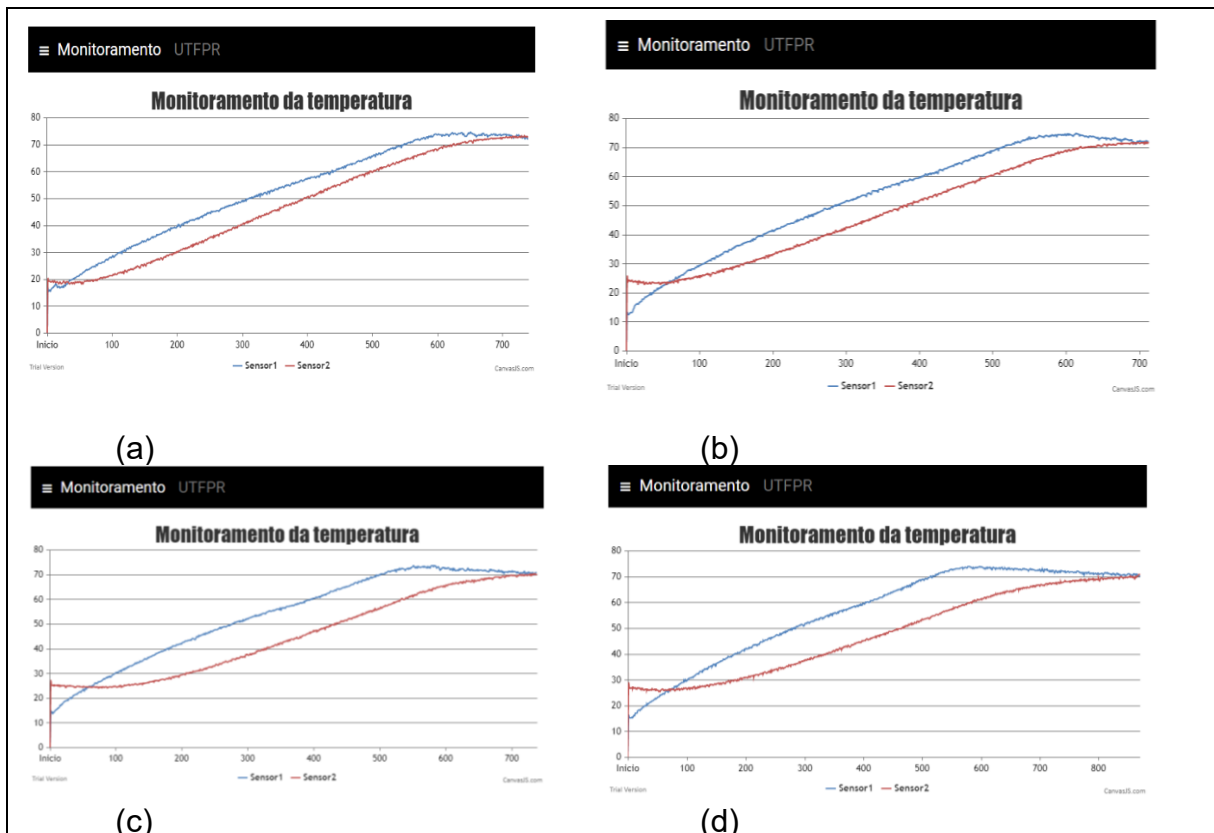 ≡ Monitoramento UTFPR
Monitoramento da temperatura
80
70
60
50
40
30
20
10
0
Início 100 200 300 400 500 600 700
Trial Version
Sensor1 Sensor2
CanvasJS.com
(a)
≡ Monitoramento UTFPR
Monitoramento da temperatura
80
70
60
50
40
30
20
10
0
Início 100 200 300 400 500 600 700
Trial Version
Sensor1 Sensor2
CanvasJS.com
(b)
≡ Monitoramento UTFPR
Monitoramento da temperatura
80
70
60
50
40
30
20
10
0
Início 100 200 300 400 500 600 700
Trial Version
Sensor1 Sensor2
CanvasJS.com
(c)
≡ Monitoramento UTFPR
Monitoramento da temperatura
80
70
60
50
40
30
20
10
0
Início 100 200 300 400 500 600 700 800
Trial Version
Sensor1 Sensor2
CanvasJS.com
(d)